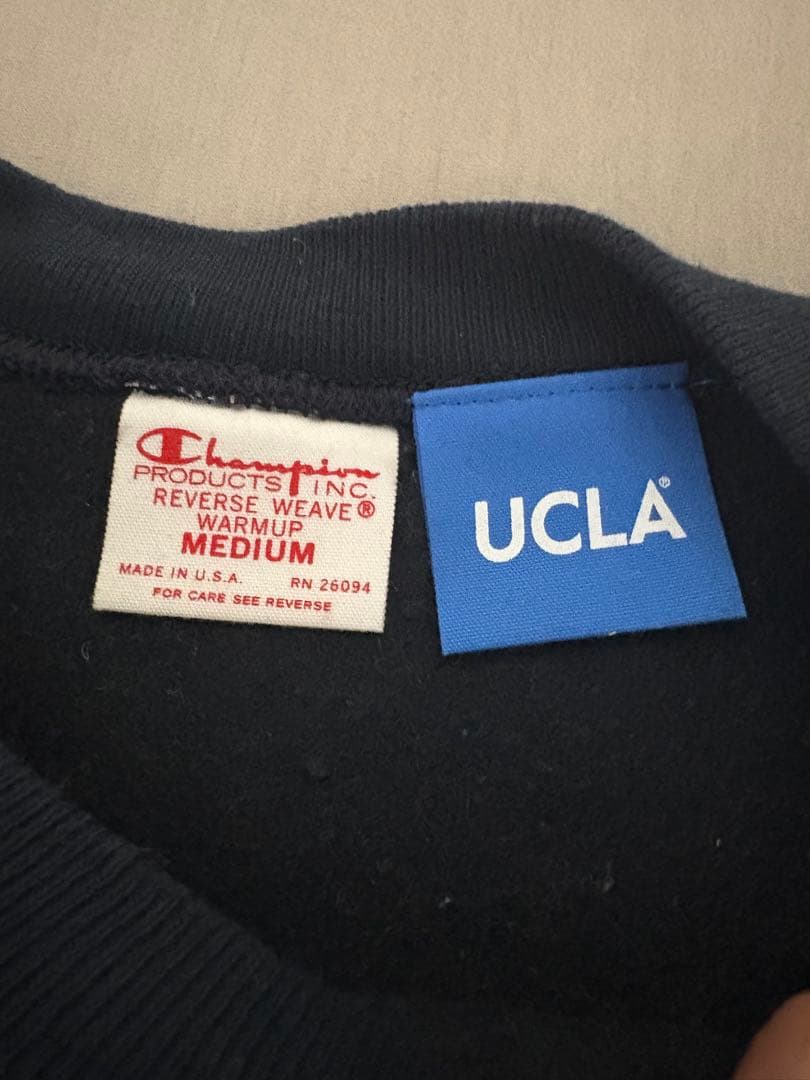 Champion
PRODUCTS INC.
REVERSE WEAVE®
WARMUP
MEDIUM
MADE IN U.S.A. RN 26094
FOR CARE SEE REVERSE
UCLA®